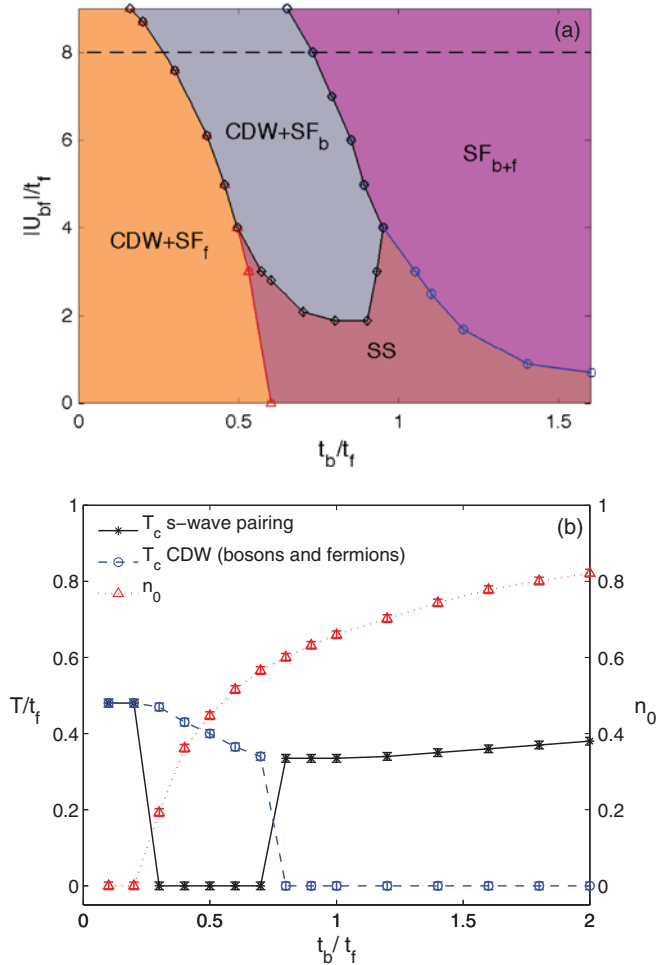 (a)
8
6
4
2
0
|U_bf|/t_f
CDW+SF_b
SF_b+f
CDW+SF_f
SS
0 0.5 1 1.5
t_b/t_f
(b)
1 1
T_c s−wave pairing
T_c CDW (bosons and fermions)
n_0
0.8 0.8
0.6 0.6
T/t_f n_0
0.4 0.4
0.2 0.2
0 0
0 0.5 1 1.5 2
t_b/ t_f